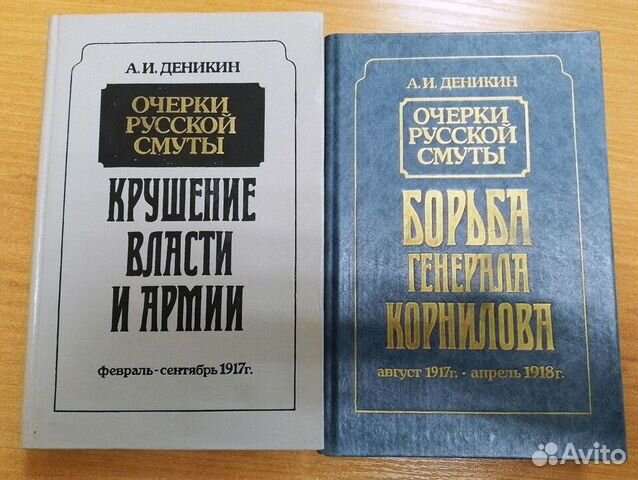 А. И. ДЕНИКИН
ОЧЕРКИ
РУССКОЙ
СМУТЫ
КРУШЕНИЕ
ВЛАСТИ
И АРМИИ
февраль-сентябрь 1917г.
А. И. ДЕНИКИН
ОЧЕРКИ
РУССКОЙ
СМУТЫ
БОРЬБА
ГЕНЕРАЛА
КОРНИЛОВА
август 1917г. - апрель 1918г.
Avito